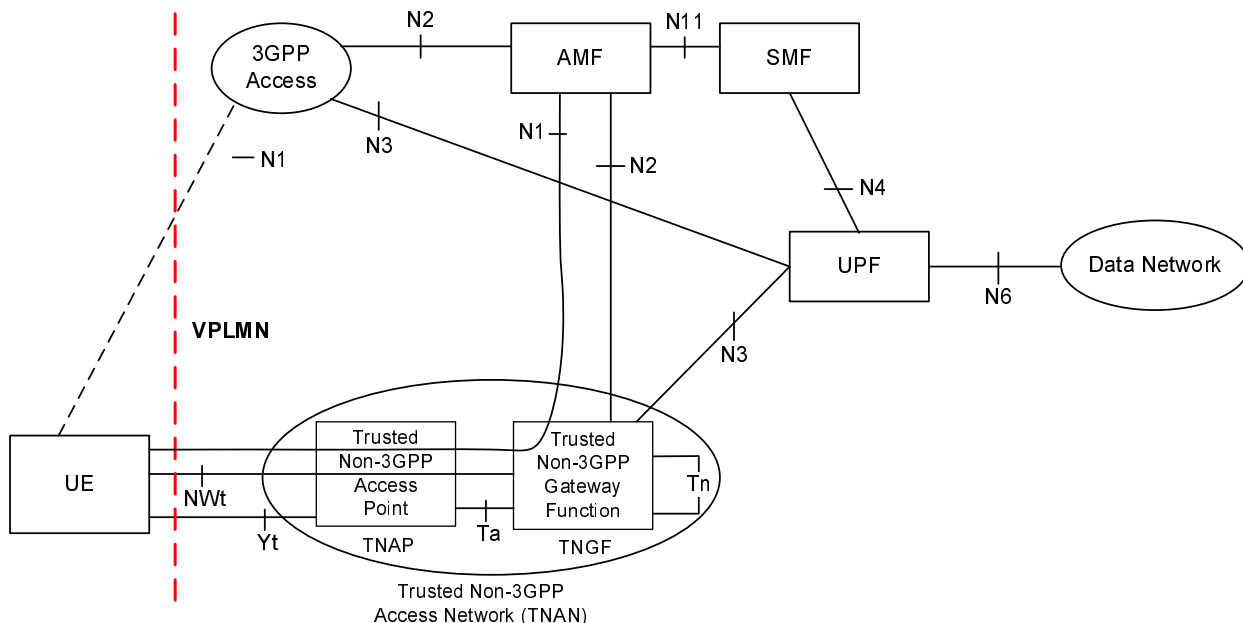 N2
N11
3GPP
Access
AMF
SMF
N1
N3
N1
N2
N4
UPF
Data Network
N6
VPLMN
N3
Trusted
Non-3GPP
Access
Point
Trusted
Non-3GPP
Gateway
Function
UE
NWt
Tn
Yt
Ta
TNAP
TNGF
Trusted Non-3GPP
Access Network (TNAN)